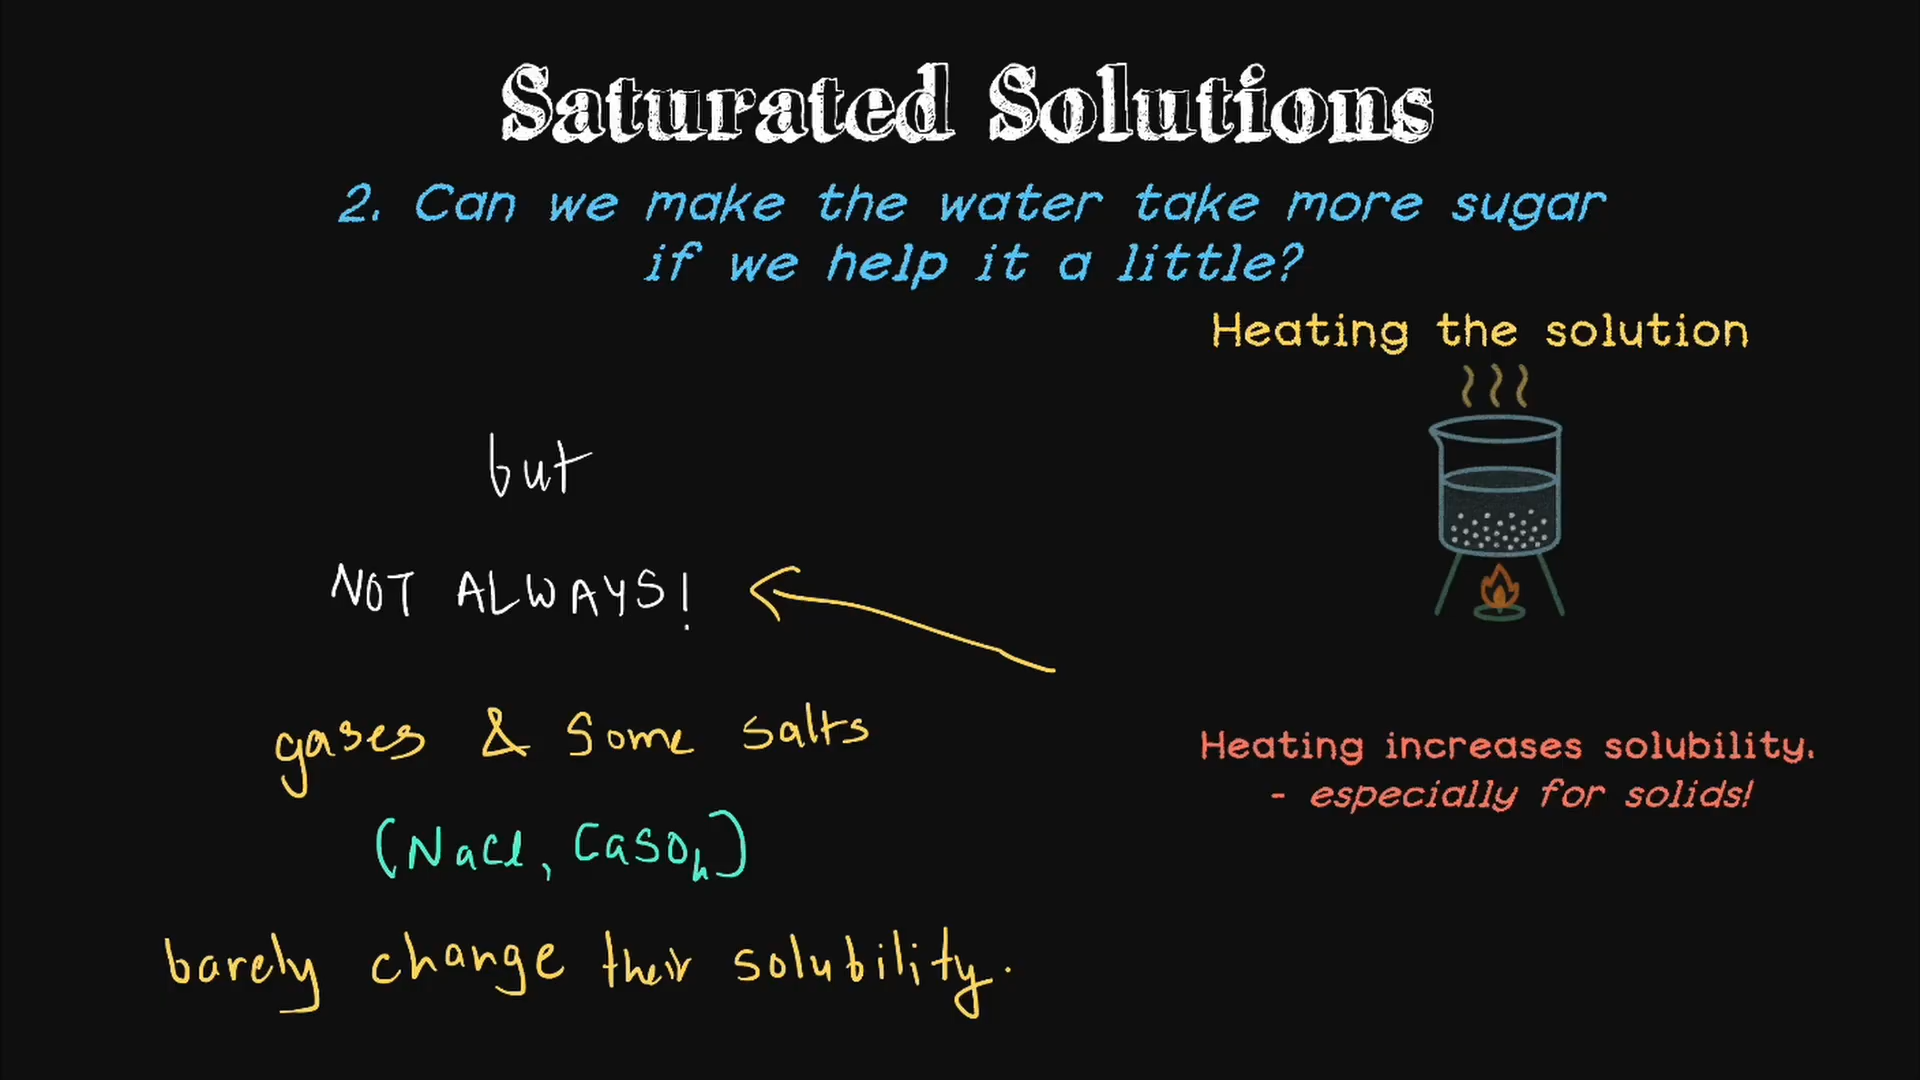 Saturated Solutions
2. Can we make the water take more sugar
if we help it a little?
Heating the solution
but
NOT ALWAYS!
gases & some salts
(NaCl, CaSO4)
barely change their solubility.
Heating increases solubility.
- especially for solids!